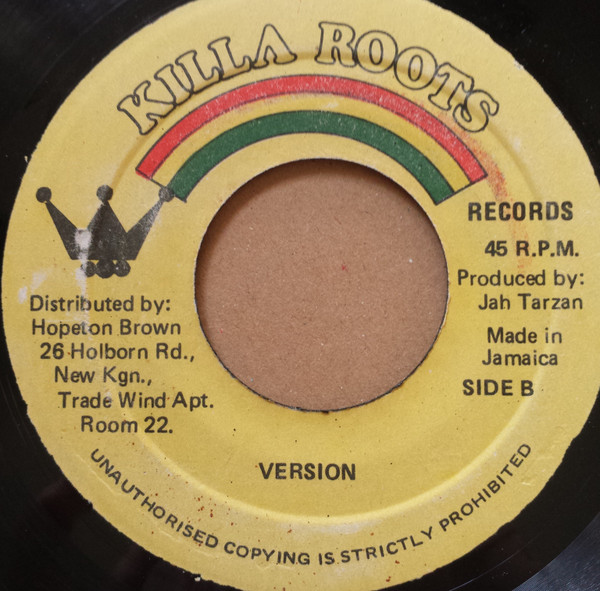 KILLA ROOTS
RECORDS
45 R.P.M.
Produced by:
Jah Tarzan
Made in
Jamaica
SIDE B
Distributed by:
Hopeton Brown
26 Holborn Rd.,
New Kgn.,
Trade Wind Apt.
Room 22.
VERSION
UNAUTHORISED COPYING IS STRICTLY PROHIBITED